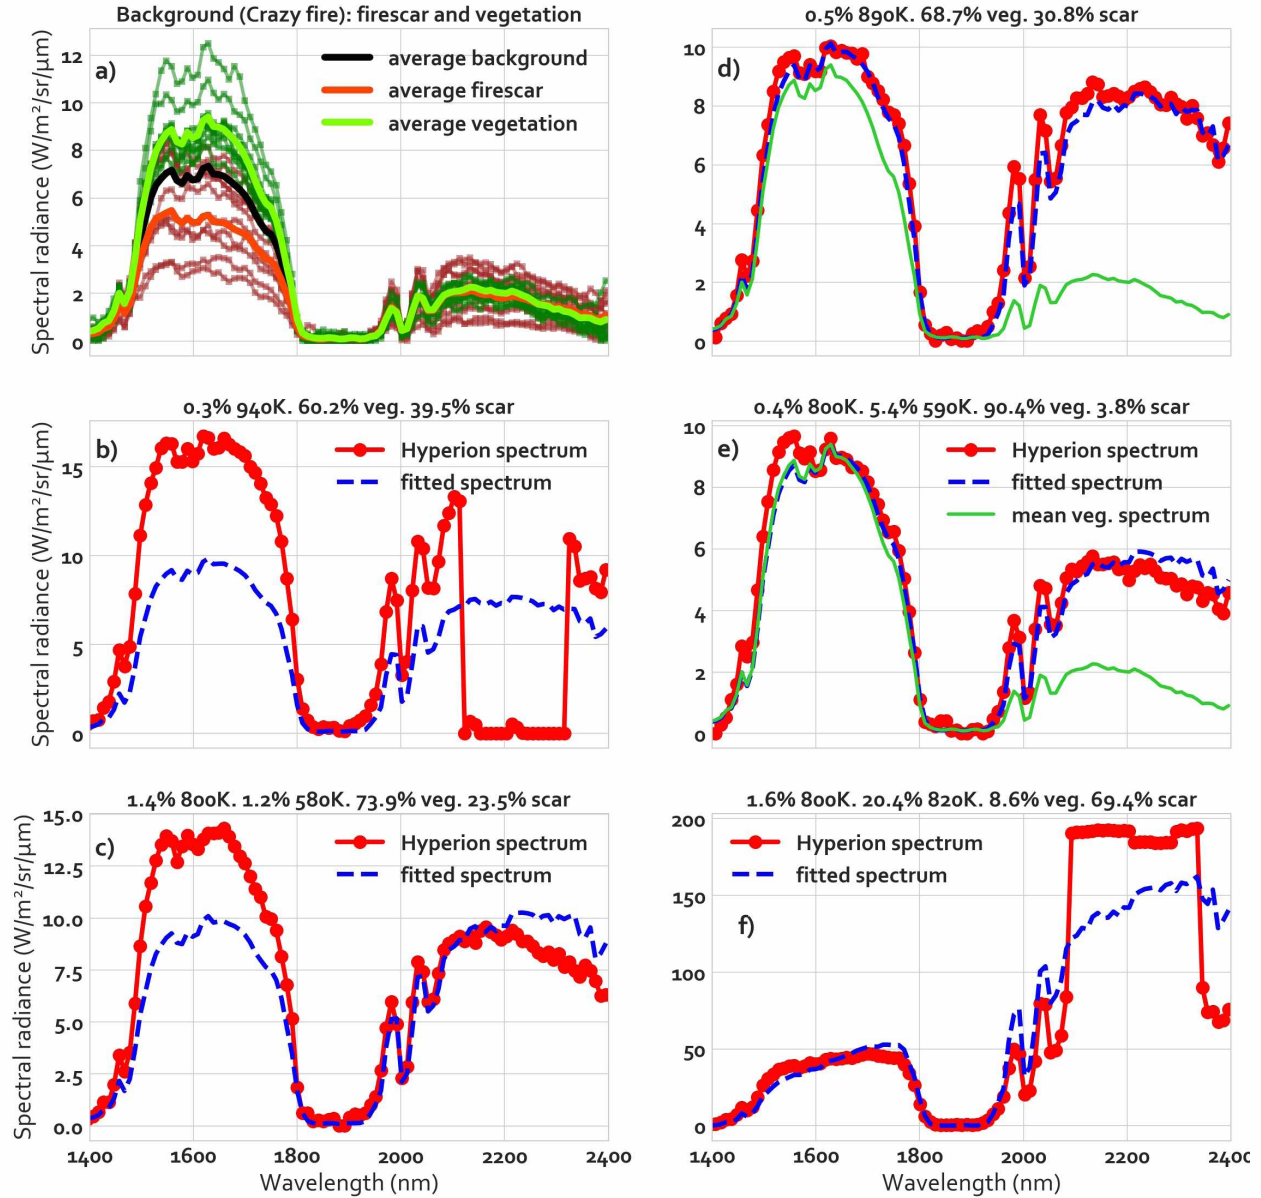 Background (Crazy fire): firescar and vegetation
a)
average background
average firescar
average vegetation
Spectral radiance (W/m²/sr/µm)
12
10
8
6
4
2
0
1400
1600
1800
2000
2200
2400
0.5% 890K. 68.7% veg. 30.8% scar
d)
10
8
6
4
2
0
0.3% 940K. 60.2% veg. 39.5% scar
b)
Hyperion spectrum
fitted spectrum
Spectral radiance (W/m²/sr/µm)
15
10
5
0
0.4% 800K. 5.4% 590K. 90.4% veg. 3.8% scar
e)
Hyperion spectrum
fitted spectrum
mean veg. spectrum
10
8
6
4
2
0
1.4% 800K. 1.2% 580K. 73.9% veg. 23.5% scar
c)
Hyperion spectrum
fitted spectrum
Spectral radiance (W/m²/sr/µm)
15.0
12.5
10.0
7.5
5.0
2.5
0.0
1400 1600 1800 2000 2200 2400
Wavelength (nm)
1.6% 800K. 20.4% 820K. 8.6% veg. 69.4% scar
Hyperion spectrum
fitted spectrum
f)
200
150
100
50
0
1400 1600 1800 2000 2200 2400
Wavelength (nm)